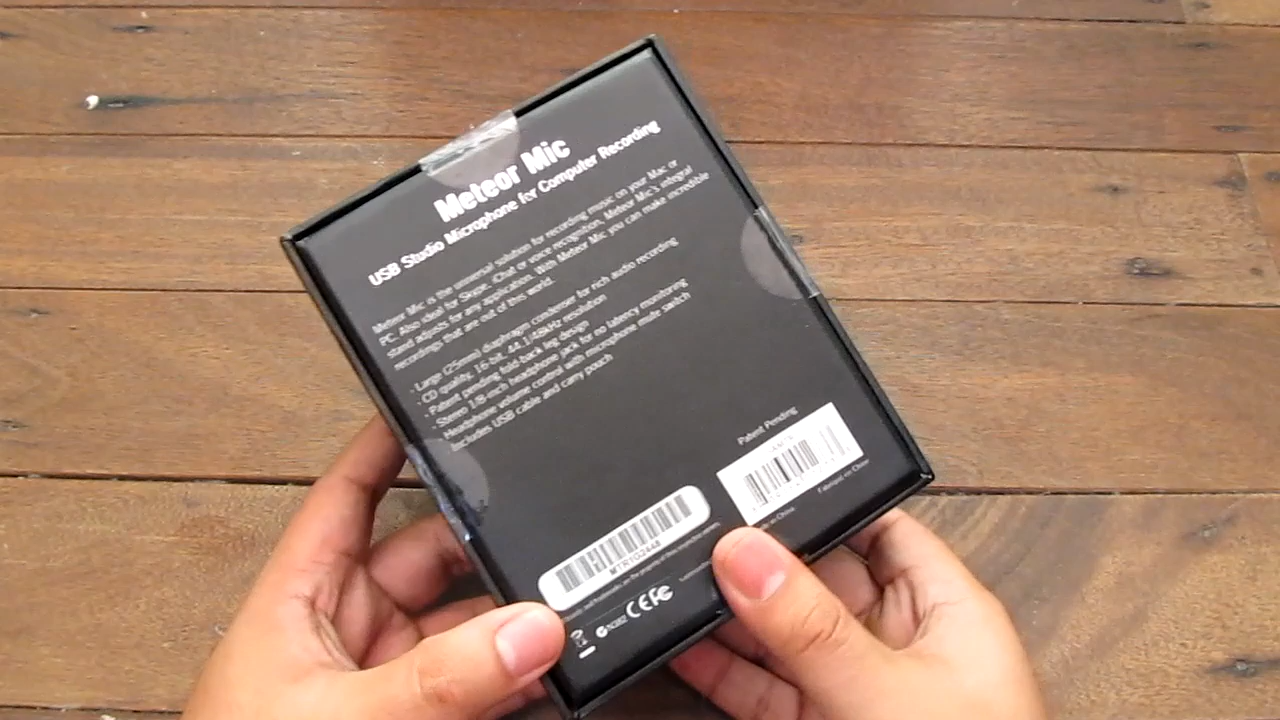 Meteor Mic
USB Studio Microphone for Computer Recording
Meteor Mic is the universal solution for recording music on your Mac or
PC. Also ideal for Skype, iChat or voice recognition, Meteor Mic's integral
stand adjusts for any application. With Meteor Mic you can make incredible
recordings that are out of this world.
· Large (25mm) diaphragm condenser for rich audio recording
· CD quality, 16-bit, 44.1/48kHz resolution
· Patent pending fold-back leg design
· Stereo 1/8-inch headphone jack for no latency monitoring
· Headphone volume control with microphone mute switch
Includes USB cable and carry pouch
Patent Pending
in China
MTR1G2448
N382 CE FC